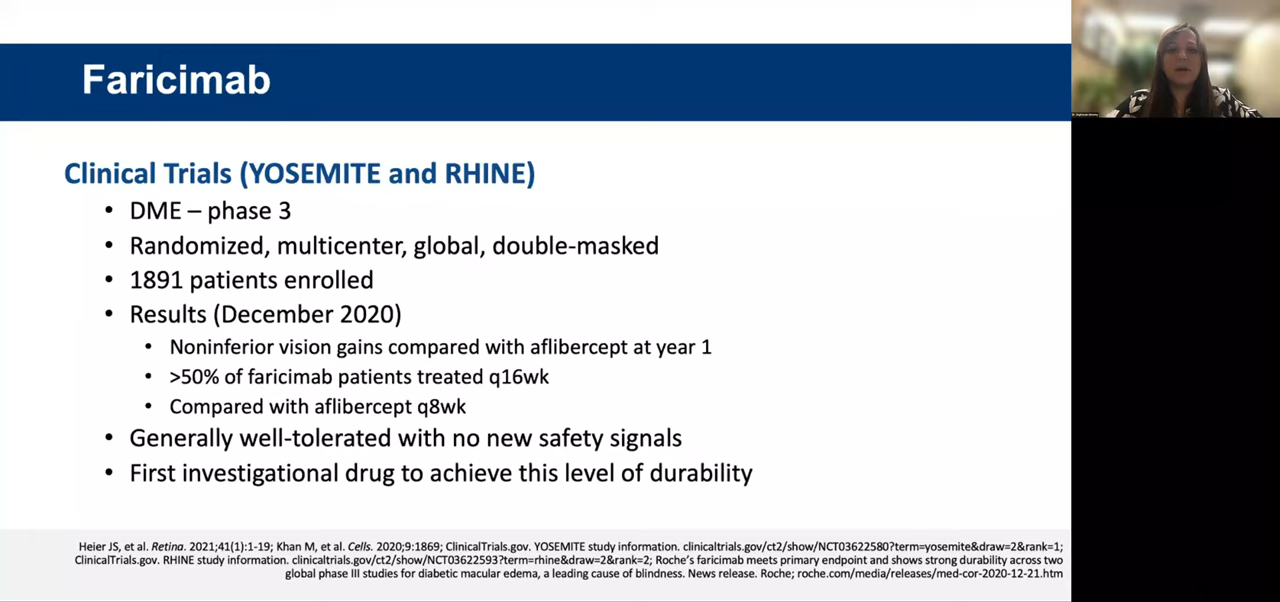 Faricimab
Clinical Trials (YOSEMITE and RHINE)
• DME – phase 3
• Randomized, multicenter, global, double-masked
• 1891 patients enrolled
• Results (December 2020)
• Noninferior vision gains compared with aflibercept at year 1
• >50% of faricimab patients treated q16wk
• Compared with aflibercept q8wk
• Generally well-tolerated with no new safety signals
• First investigational drug to achieve this level of durability
Heier JS, et al. Retina. 2021;41(1):1-19; Khan M, et al. Cells. 2020;9:1869; ClinicalTrials.gov. YOSEMITE study information. clinicaltrials.gov/ct2/show/NCT03622580?term=yosemite&draw=2&rank=1;
ClinicalTrials.gov. RHINE study information. clinicaltrials.gov/ct2/show/NCT03622593?term=rhine&draw=2&rank=2; Roche's faricimab meets primary endpoint and shows strong durability across two
global phase III studies for diabetic macular edema, a leading cause of blindness. News release. Roche; roche.com/media/releases/med-cor-2020-12-21.htm